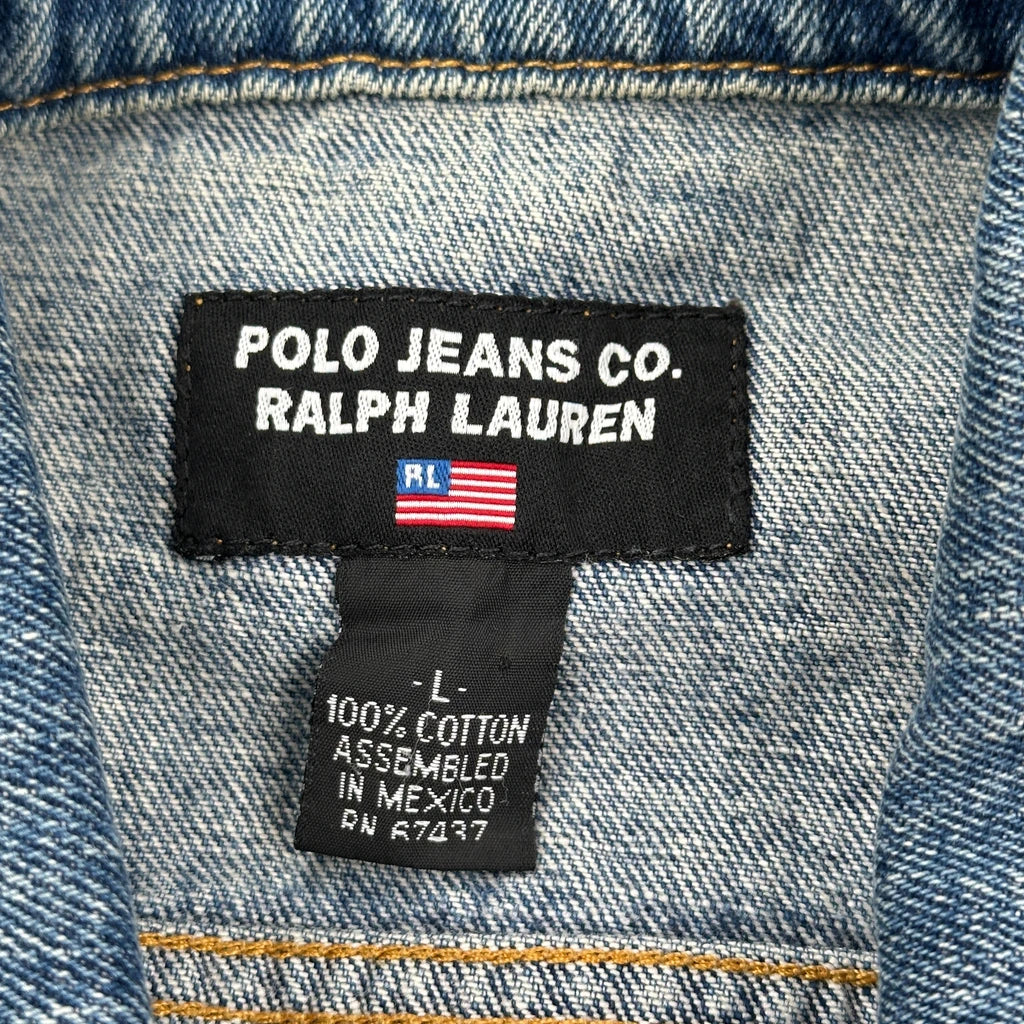 POLO JEANS CO.
RALPH LAUREN
RL
-L-
100% COTTON
ASSEMBLED
IN MEXICO
RN 67437